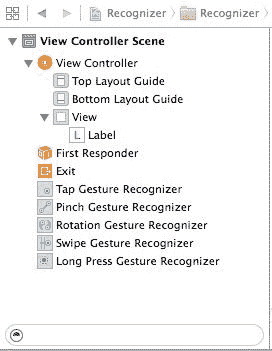 Recognizer Recognizer
View Controller Scene
View Controller
Top Layout Guide
Bottom Layout Guide
View
L Label
First Responder
Exit
Tap Gesture Recognizer
Pinch Gesture Recognizer
Rotation Gesture Recognizer
Swipe Gesture Recognizer
Long Press Gesture Recognizer